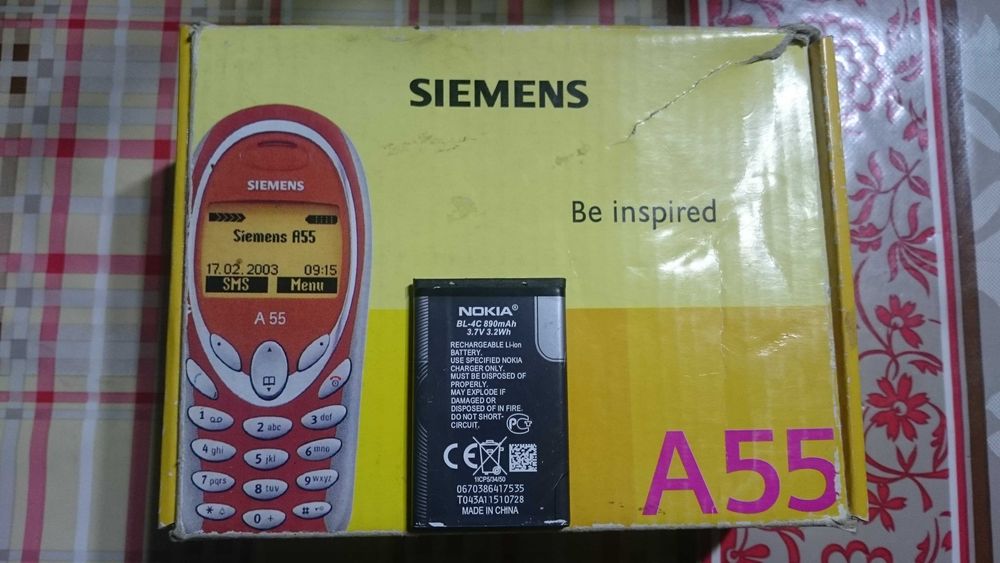 SIEMENS
Be inspired
SIEMENS
Siemens A55
17.02.2003 09:15
SMS Menu
A 55
1
2 abc
3 def
4 ghi
5 jkl
6 mno
7 pqrs
8 tuv
9 wxyz
*
0 +
#
NOKIA®
BL-4C 890mAh
3.7V 3.2Wh
RECHARGEABLE Li-Ion
BATTERY.
USE SPECIFIED NOKIA
CHARGER ONLY.
MUST BE DISPOSED OF
PROPERLY.
MAY EXPLODE IF
DAMAGED OR
DISPOSED OF IN FIRE.
DO NOT SHORT-
CIRCUIT.
CE
1ICP5/34/50
0670386417535
T043A11510728
MADE IN CHINA
A55